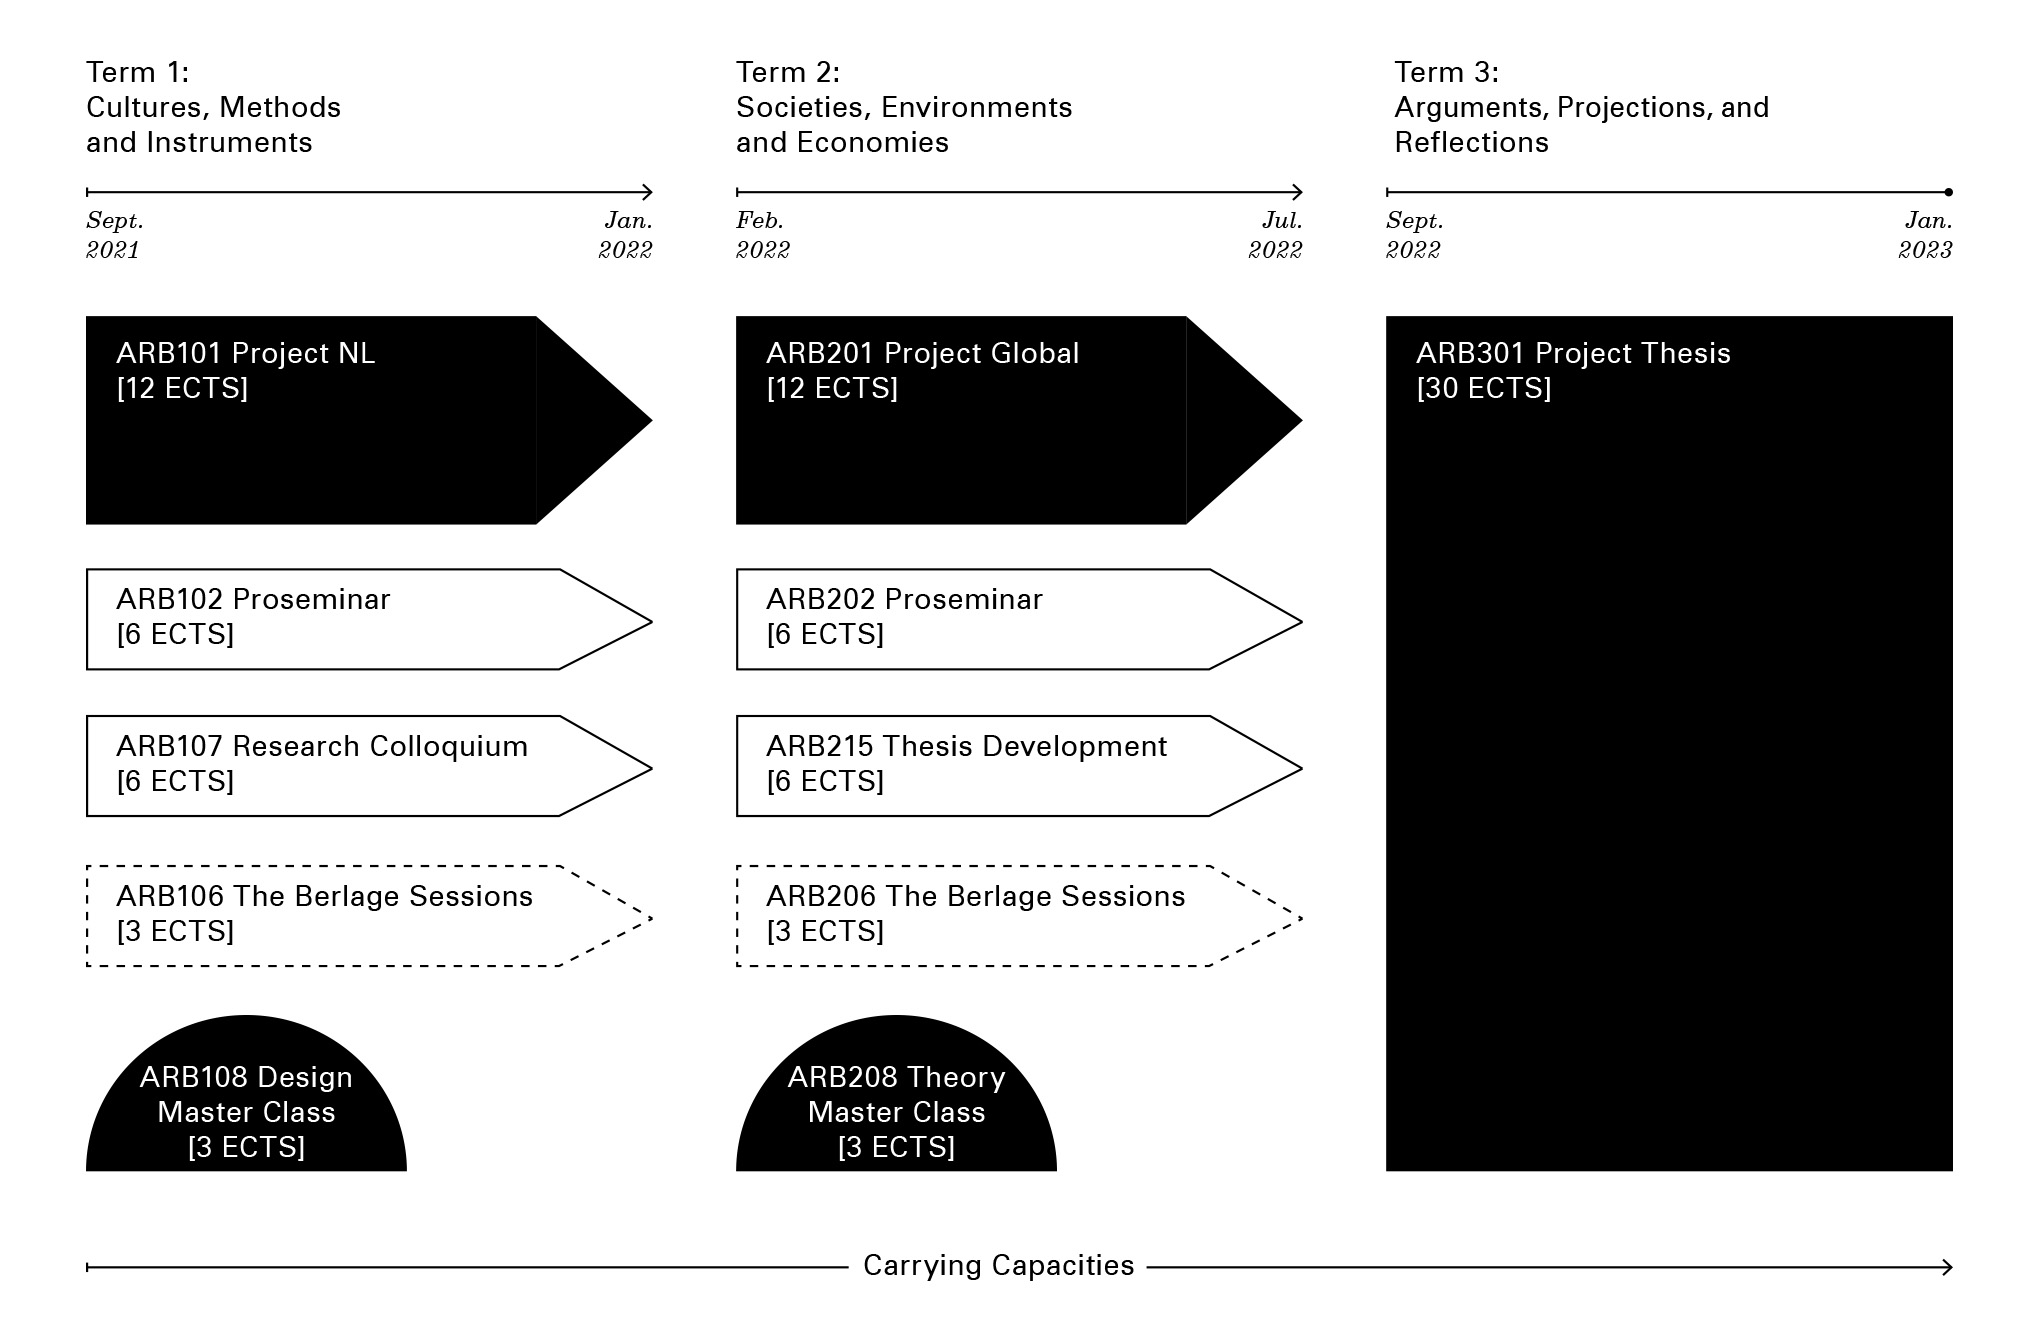 Term 1:
Cultures, Methods
and Instruments
Sept.
2021
Jan.
2022
ARB101 Project NL
[12 ECTS]
ARB102 Proseminar
[6 ECTS]
ARB107 Research Colloquium
[6 ECTS]
ARB106 The Berlage Sessions
[3 ECTS]
ARB108 Design
Master Class
[3 ECTS]
Term 2:
Societies, Environments
and Economies
Feb.
2022
Jul.
2022
ARB201 Project Global
[12 ECTS]
ARB202 Proseminar
[6 ECTS]
ARB215 Thesis Development
[6 ECTS]
ARB206 The Berlage Sessions
[3 ECTS]
ARB208 Theory
Master Class
[3 ECTS]
Term 3:
Arguments, Projections, and
Reflections
Sept.
2022
Jan.
2023
ARB301 Project Thesis
[30 ECTS]
Carrying Capacities